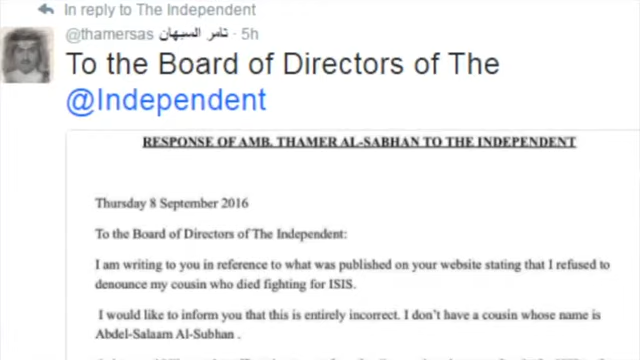 In reply to The Independent
@thamersas تامر السبهان · 5h
To the Board of Directors of The
@Independent
RESPONSE OF AMB. THAMER AL-SABHAN TO THE INDEPENDENT
Thursday 8 September 2016
To the Board of Directors of The Independent:
I am writing to you in reference to what was published on your website stating that I refused to
denounce my cousin who died fighting for ISIS.
I would like to inform you that this is entirely incorrect. I don't have a cousin whose name is
Abdel-Salaam Al-Subhan .